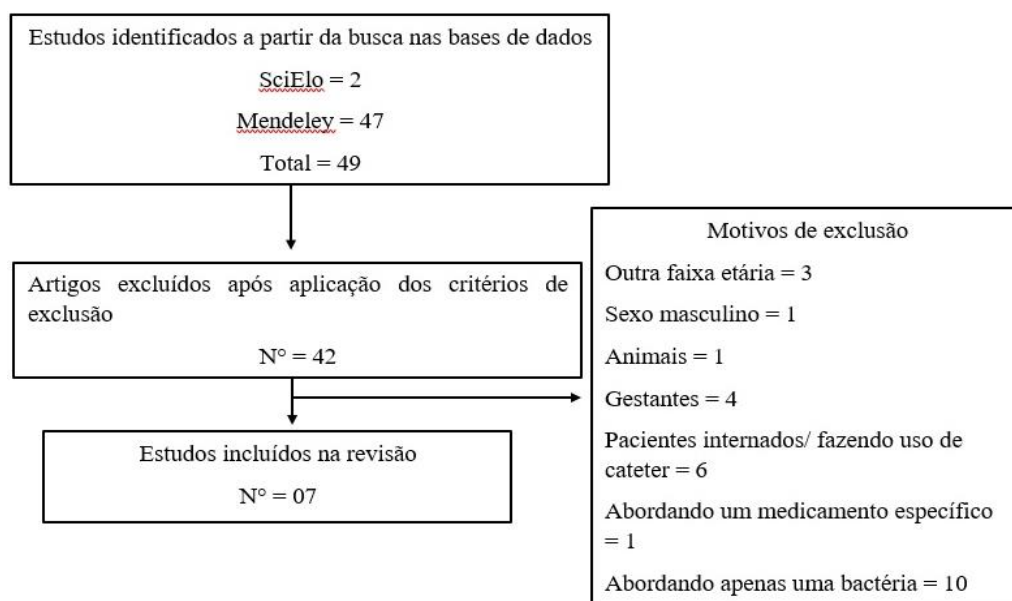 Estudos identificados a partir da busca nas bases de dados
SciElo = 2
Mendeley = 47
Total = 49
Artigos excluídos após aplicação dos critérios de
exclusão
N° = 42
Estudos incluídos na revisão
N° = 07
Motivos de exclusão
Outra faixa etária = 3
Sexo masculino = 1
Animais = 1
Gestantes = 4
Pacientes internados/ fazendo uso de
cateter = 6
Abordando um medicamento específico
= 1
Abordando apenas uma bactéria = 10